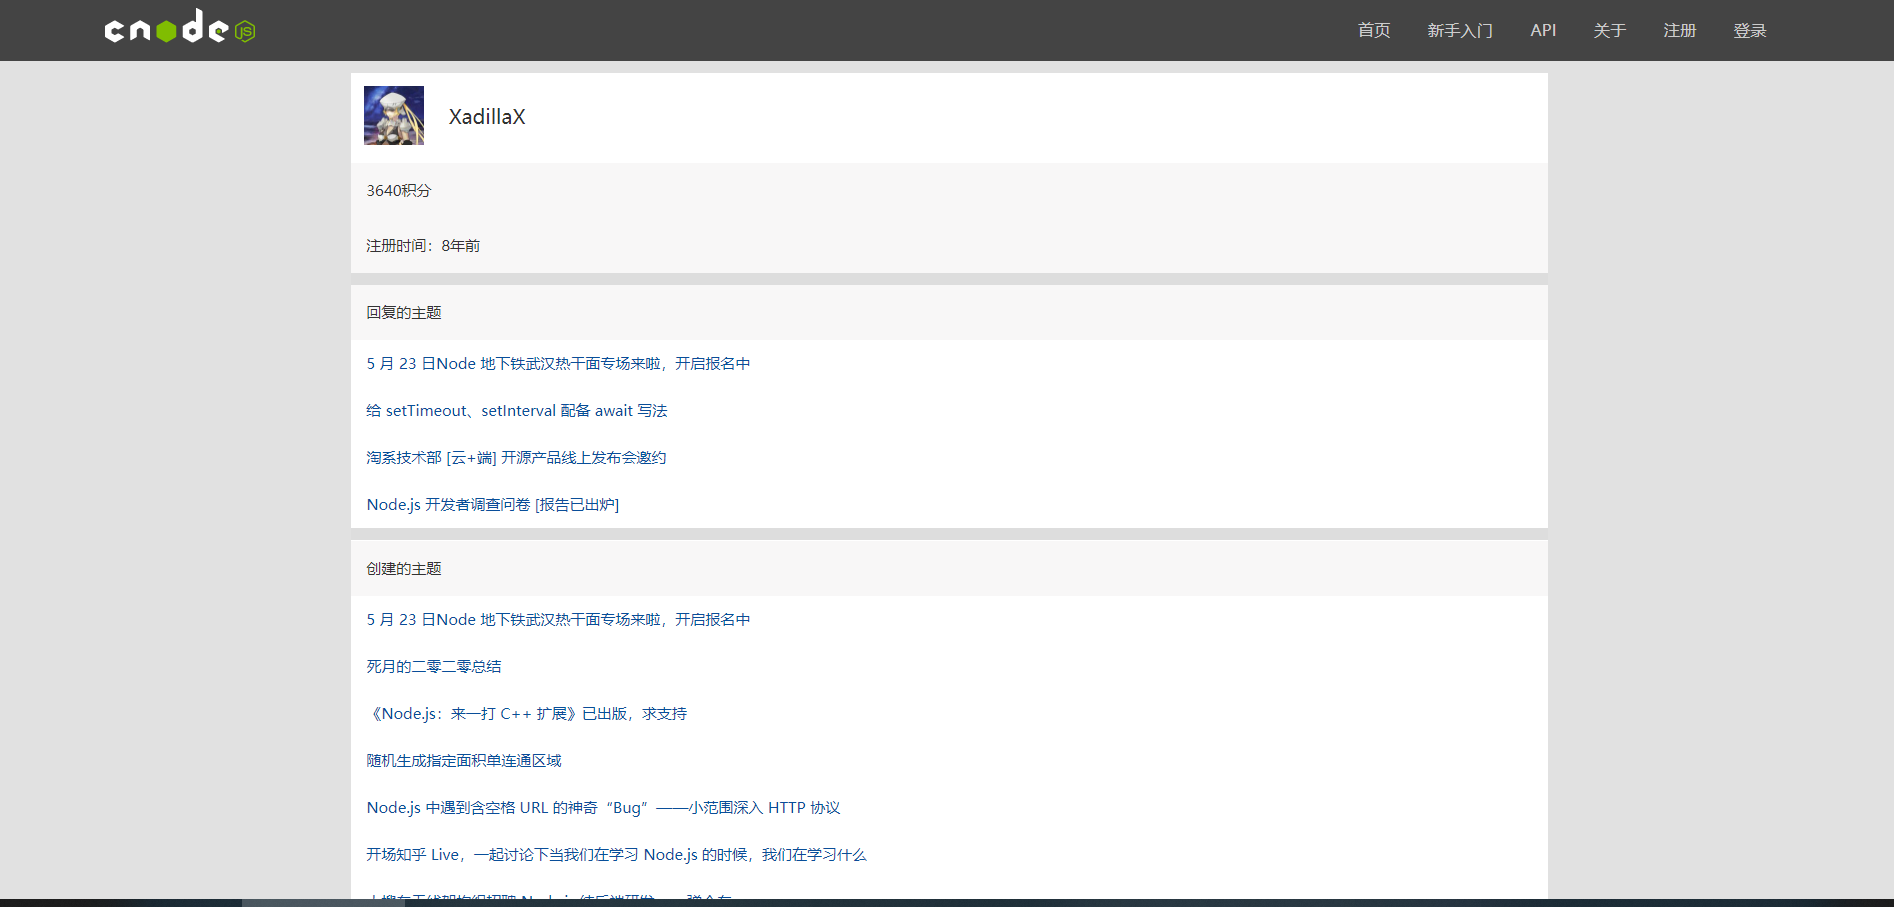 cnode JS
首页 新手入门 API 关于 注册 登录
XadillaX
3640积分
注册时间：8年前
回复的主题
5 月 23 日Node 地下铁武汉热干面专场来啦，开启报名中
给 setTimeout、setInterval 配备 await 写法
淘系技术部 [云+端] 开源产品线上发布会邀约
Node.js 开发者调查问卷 [报告已出炉]
创建的主题
5 月 23 日Node 地下铁武汉热干面专场来啦，开启报名中
死月的二零二零总结
《Node.js：来一打 C++ 扩展》已出版，求支持
随机生成指定面积单连通区域
Node.js 中遇到含空格 URL 的神奇“Bug”——小范围深入 HTTP 协议
开场知乎 Live，一起讨论下当我们在学习 Node.js 的时候，我们在学习什么